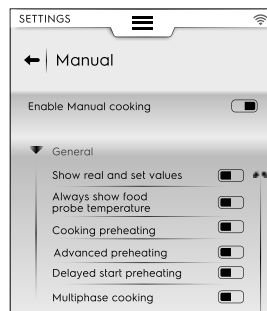 SETTINGS
Manual
Enable Manual cooking
General
Show real and set values
Always show food
probe temperature
Cooking preheating
Advanced preheating
Delayed start preheating
Multiphase cooking